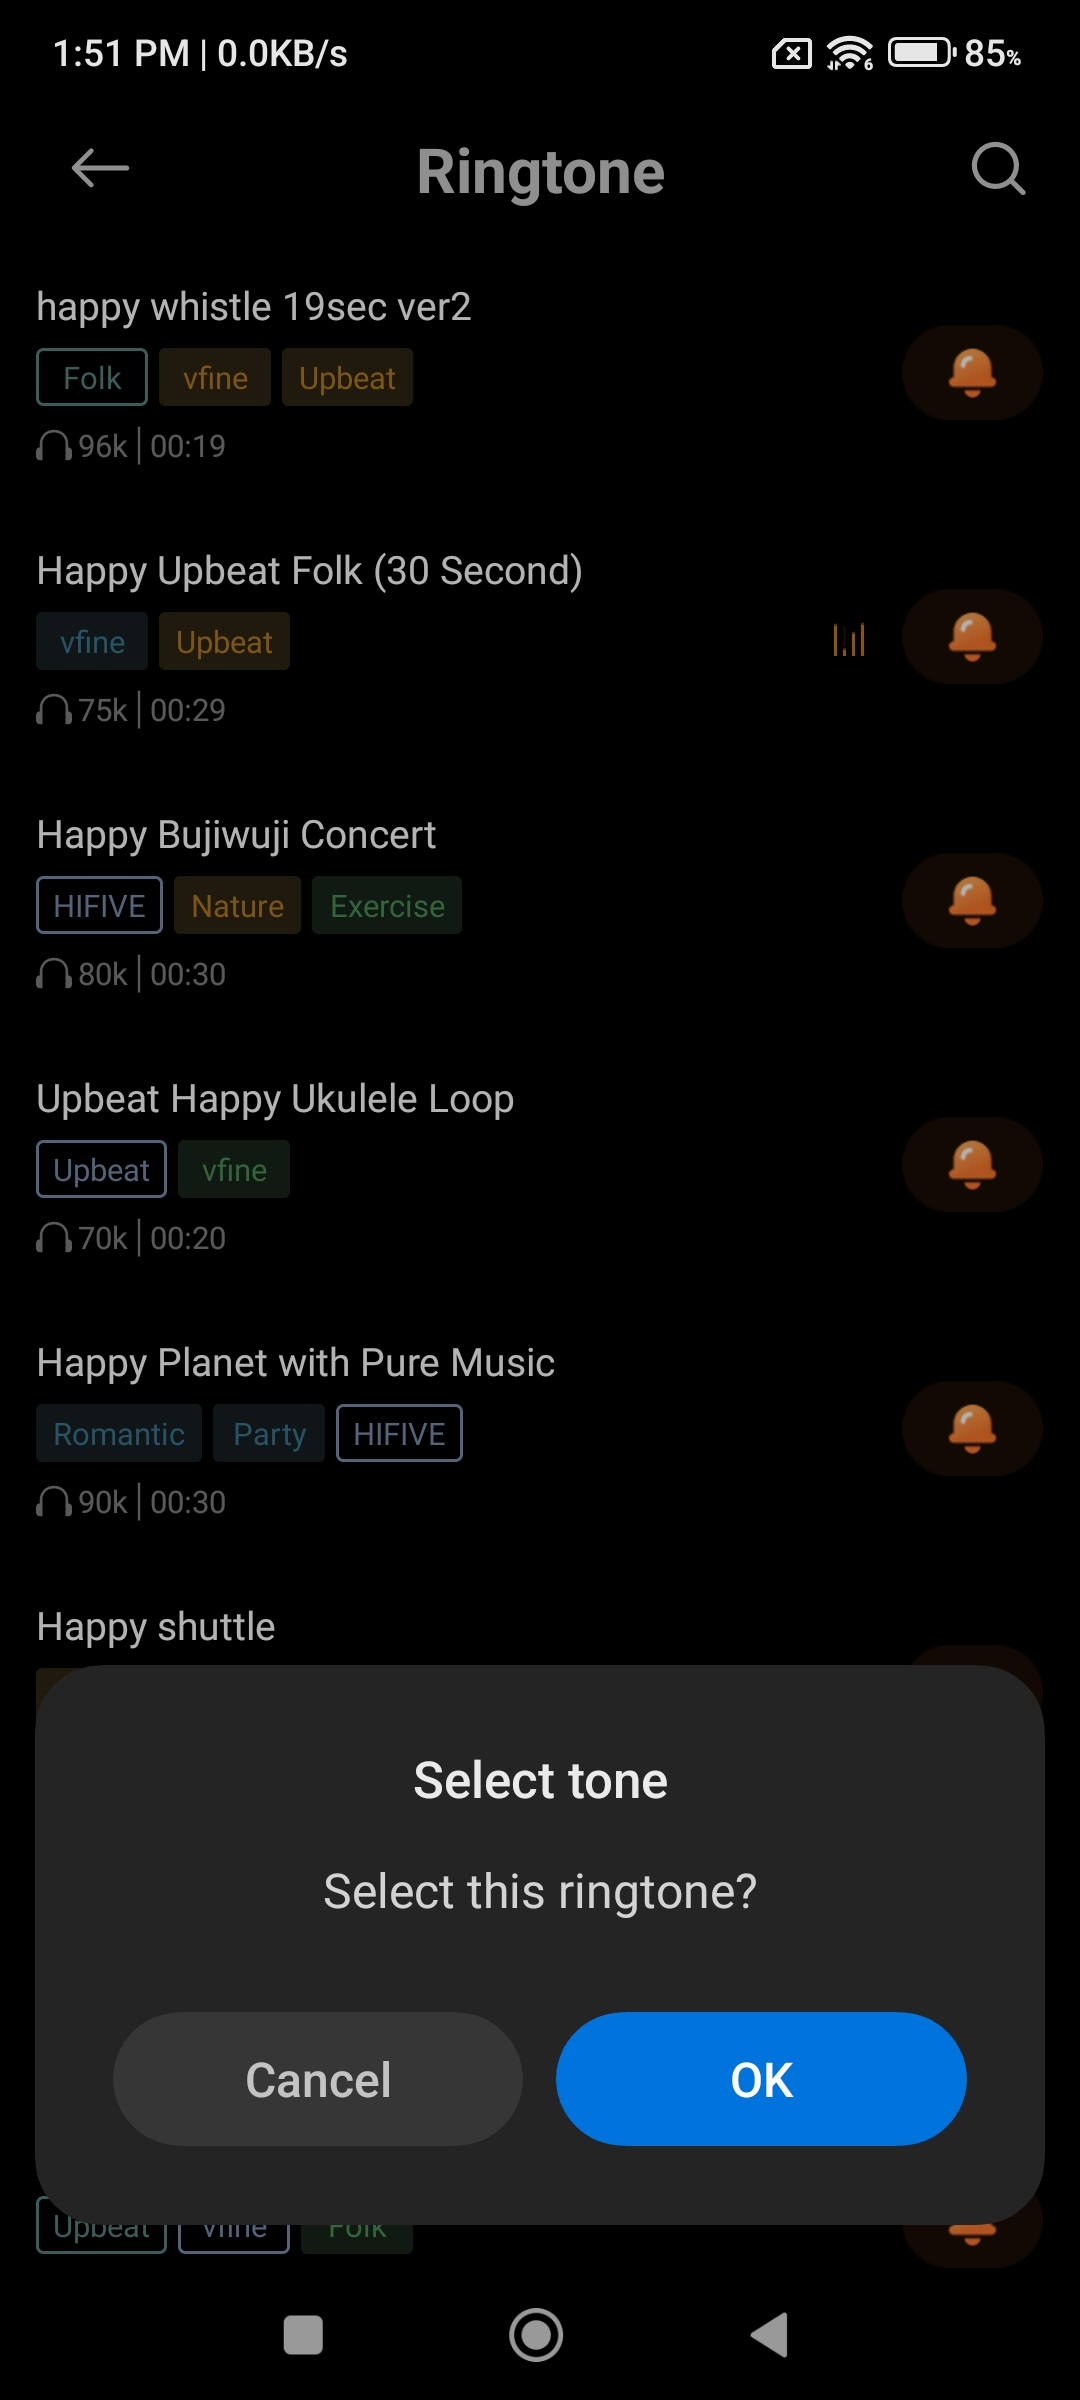 1:51 PM | 0.0KB/s 6 85%
Ringtone
happy whistle 19sec ver2
Folk vfine Upbeat
96k | 00:19
Happy Upbeat Folk (30 Second)
vfine Upbeat
75k | 00:29
Happy Bujiwuji Concert
HIFIVE Nature Exercise
80k | 00:30
Upbeat Happy Ukulele Loop
Upbeat vfine
70k | 00:20
Happy Planet with Pure Music
Romantic Party HIFIVE
90k | 00:30
Happy shuttle
Select tone
Select this ringtone?
Cancel OK
Upbeat vfine Folk